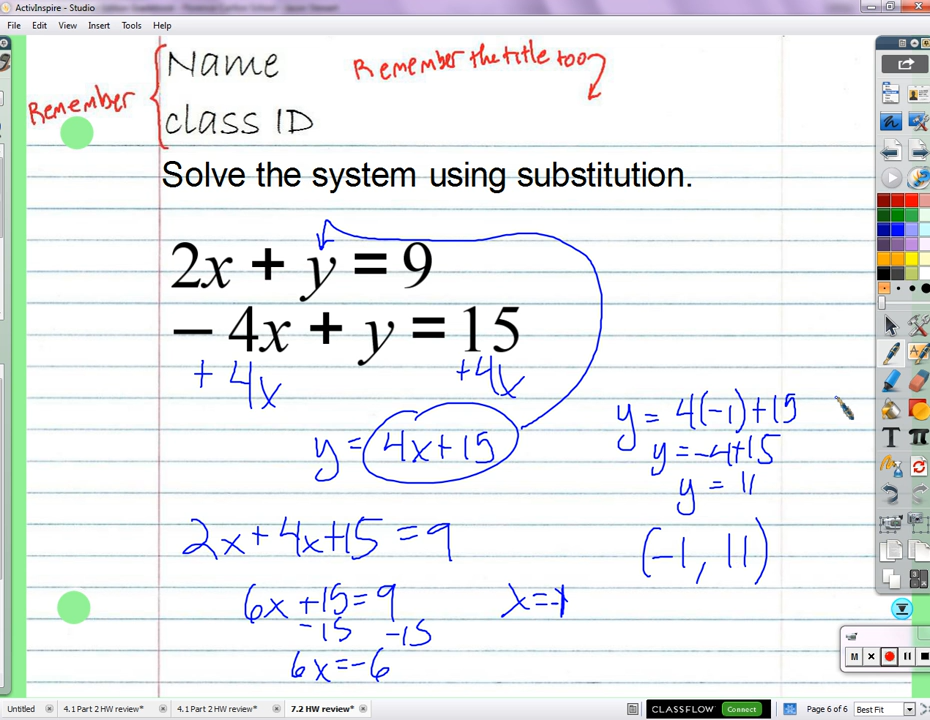 ActivInspire - Studio
File Edit View Insert Tools Help
Name
Remember the title too
Remember
class ID
Solve the system using substitution.
2x + y = 9
− 4x + y = 15
+ 4x +4x
y = 4x+15
y = 4(-1)+15
y = -4+15
y = 11
2x+4x+15 = 9
(-1, 11)
6x +15 = 9
x = -1
-15 -15
6x = -6
M
Untitled 4.1 Part 2 HW review* 4.1 Part 2 HW review* 7.2 HW review* CLASSFLOW Connect Page 6 of 6 Best Fit